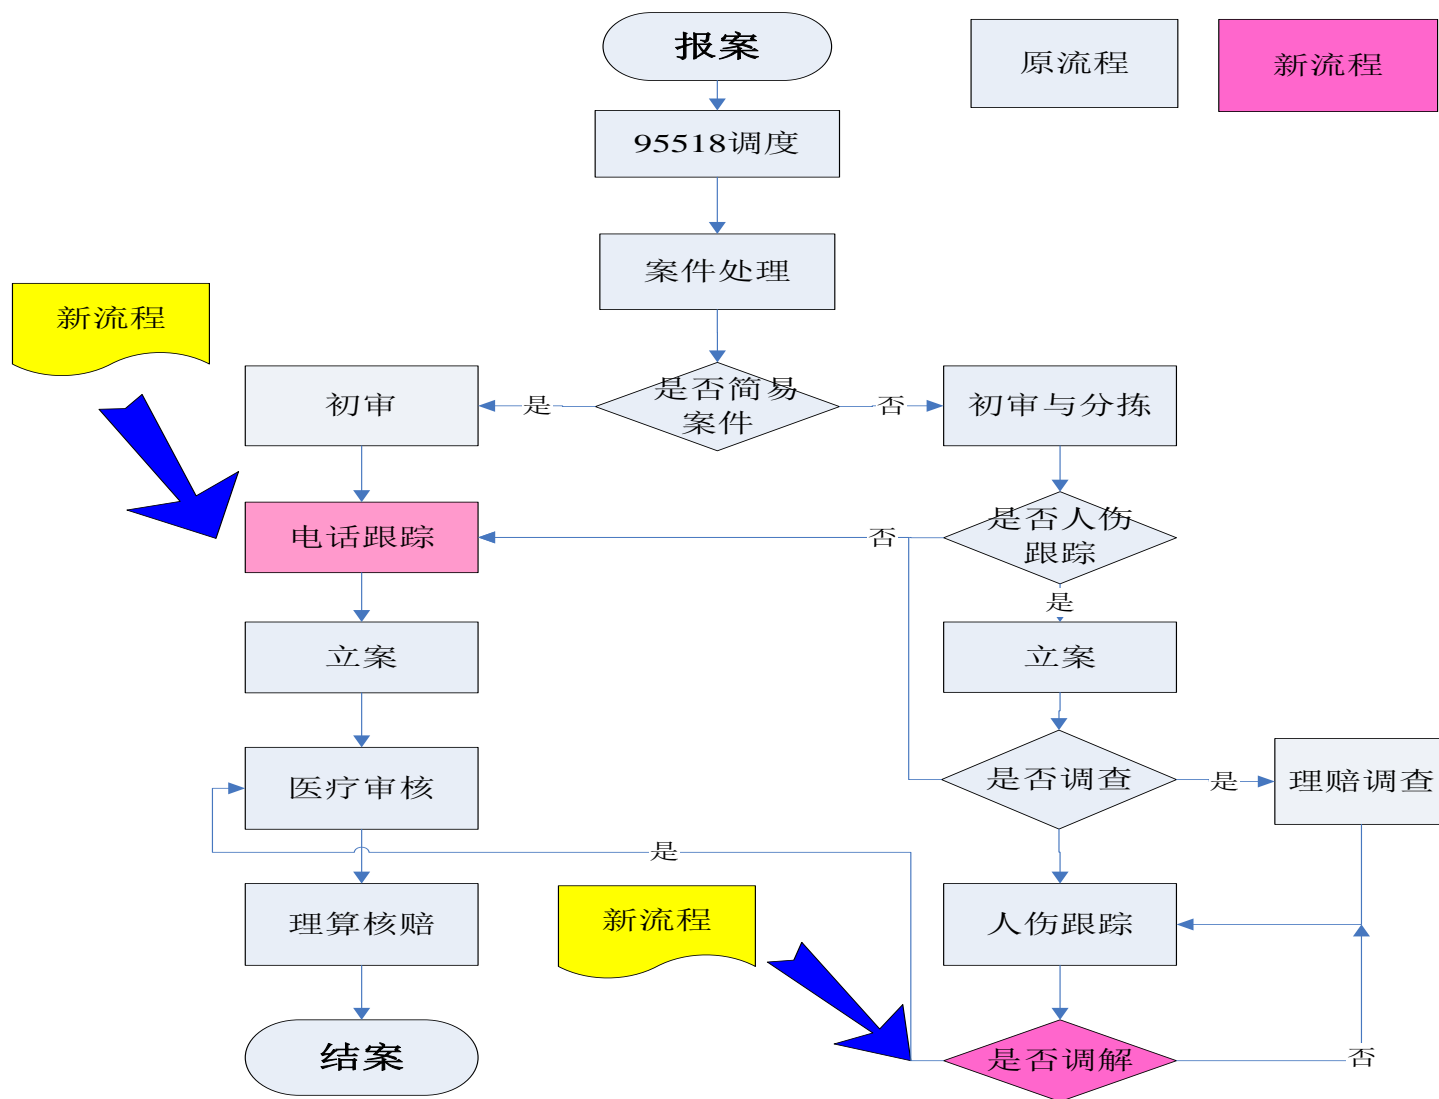 报案
原流程
新流程
95518调度
案件处理
新流程
初审
是
是否简易
案件
否
初审与分拣
电话跟踪
否
是否人伤
跟踪
是
立案
立案
医疗审核
是否调查
是
理赔调查
是
理算核赔
新流程
人伤跟踪
结案
是否调解
否